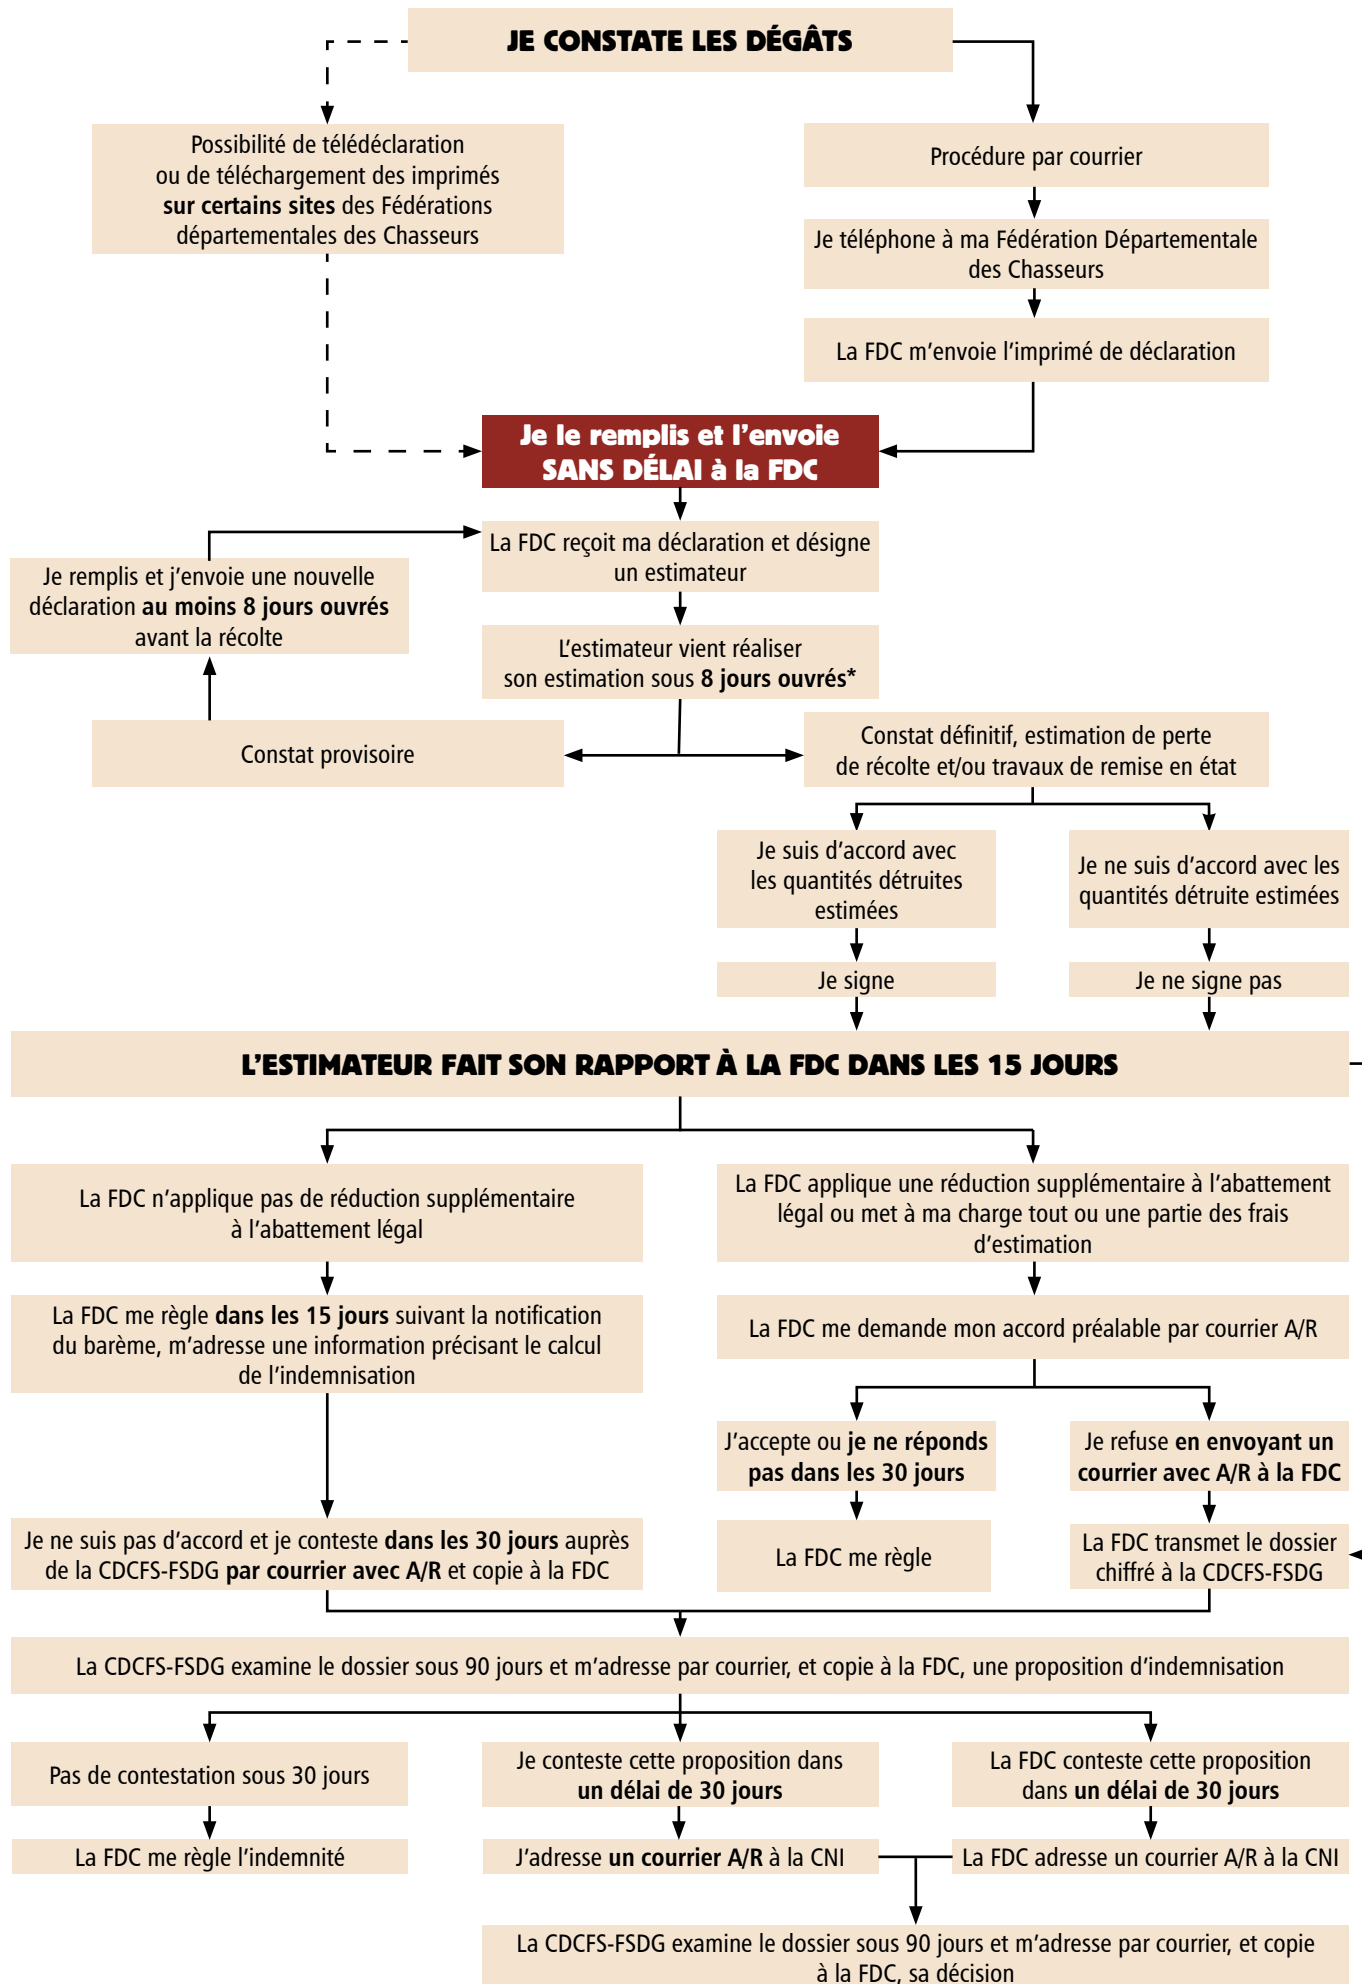 JE CONSTATE LES DÉGÂTS
Possibilité de télédéclaration
ou de téléchargement des imprimés
sur certains sites des Fédérations
départementales des Chasseurs
Procédure par courrier
Je téléphone à ma Fédération Départementale
des Chasseurs
La FDC m'envoie l'imprimé de déclaration
Je le remplis et l'envoie
SANS DÉLAI à la FDC
La FDC reçoit ma déclaration et désigne
un estimateur
Je remplis et j'envoie une nouvelle
déclaration au moins 8 jours ouvrés
avant la récolte
L'estimateur vient réaliser
son estimation sous 8 jours ouvrés*
Constat provisoire
Constat définitif, estimation de perte
de récolte et/ou travaux de remise en état
Je suis d'accord avec
les quantités détruites
estimées
Je ne suis d'accord avec les
quantités détruite estimées
Je signe
Je ne signe pas
L'ESTIMATEUR FAIT SON RAPPORT À LA FDC DANS LES 15 JOURS
La FDC n'applique pas de réduction supplémentaire
à l'abattement légal
La FDC applique une réduction supplémentaire à l'abattement
légal ou met à ma charge tout ou une partie des frais
d'estimation
La FDC me règle dans les 15 jours suivant la notification
du barème, m'adresse une information précisant le calcul
de l'indemnisation
La FDC me demande mon accord préalable par courrier A/R
J'accepte ou je ne réponds
pas dans les 30 jours
Je refuse en envoyant un
courrier avec A/R à la FDC
Je ne suis pas d'accord et je conteste dans les 30 jours auprès
de la CDCFS-FSDG par courrier avec A/R et copie à la FDC
La FDC me règle
La FDC transmet le dossier
chiffré à la CDCFS-FSDG
La CDCFS-FSDG examine le dossier sous 90 jours et m'adresse par courrier, et copie à la FDC, une proposition d'indemnisation
Pas de contestation sous 30 jours
Je conteste cette proposition dans
un délai de 30 jours
La FDC conteste cette proposition
dans un délai de 30 jours
La FDC me règle l'indemnité
J'adresse un courrier A/R à la CNI
La FDC adresse un courrier A/R à la CNI
La CDCFS-FSDG examine le dossier sous 90 jours et m'adresse par courrier, et copie
à la FDC, sa décision